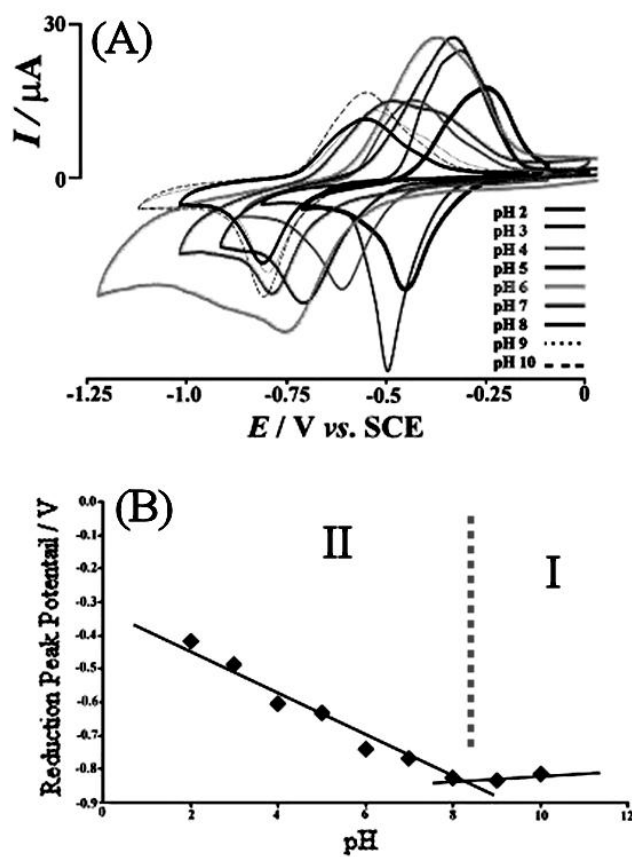 (A)
30
I / μA
0
pH 2
pH 3
pH 4
pH 5
pH 6
pH 7
pH 8
pH 9
pH 10
-1.25 -1.0 -0.75 -0.50 -0.25 0
E / V vs. SCE
(B)
II
I
Reduction Peak Potentail / V
0.0
-0.1
-0.2
-0.3
-0.4
-0.5
-0.6
-0.7
-0.8
-0.9
0 2 4 6 8 10 12
pH